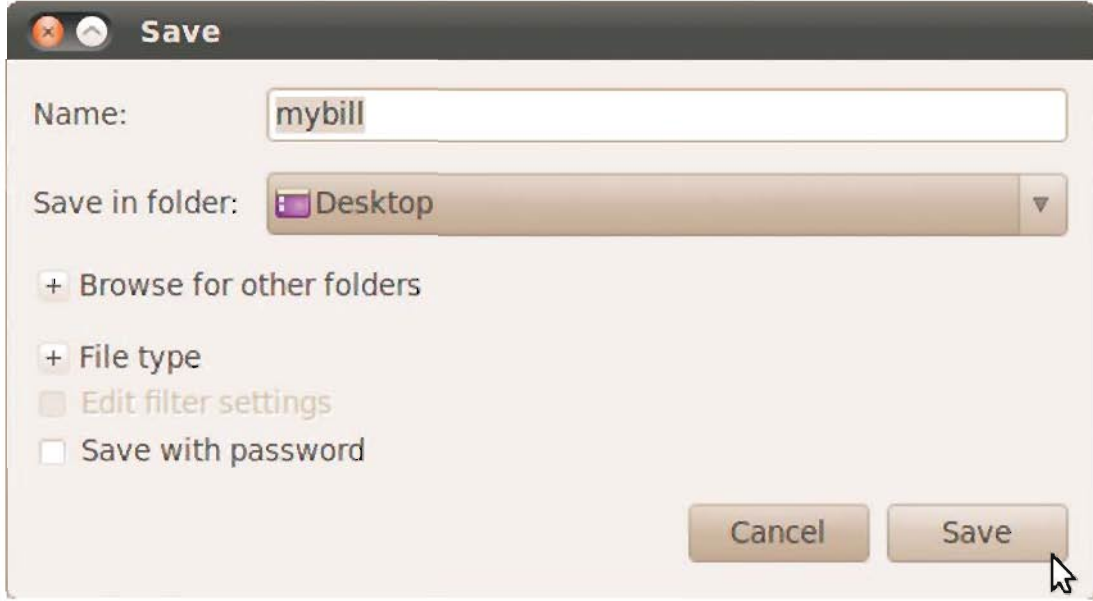 Save
Name: mybill
Save in folder: Desktop
+ Browse for other folders
+ File type
Edit filter settings
Save with password
Cancel Save